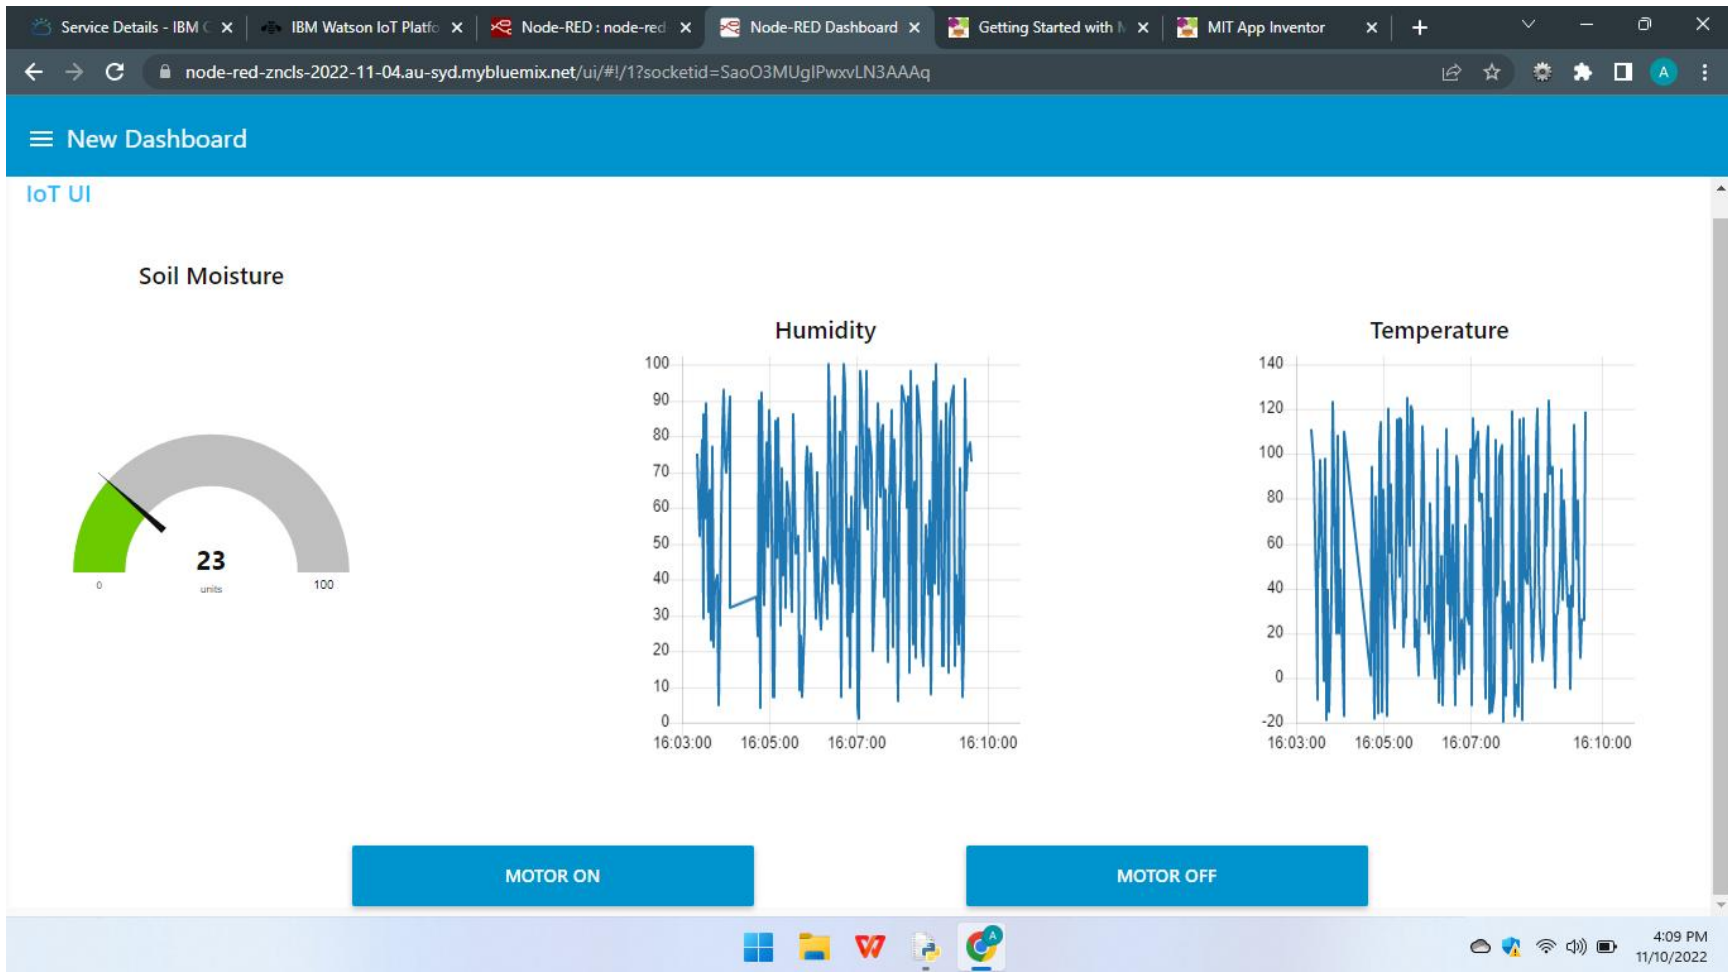 Service Details - IBM C
IBM Watson IoT Platfo
Node-RED : node-red
Node-RED Dashboard
Getting Started with M
MIT App Inventor
node-red-zncls-2022-11-04.au-syd.mybluemix.net/ui/#!/1?socketid=SaoO3MUgIPwxvLN3AAAq
A
New Dashboard
IoT UI
Soil Moisture
23
units
0
100
Humidity
100
90
80
70
60
50
40
30
20
10
0
16:03:00 16:05:00 16:07:00 16:10:00
Temperature
140
120
100
80
60
40
20
0
-20
16:03:00 16:05:00 16:07:00 16:10:00
MOTOR ON
MOTOR OFF
A
4:09 PM
11/10/2022